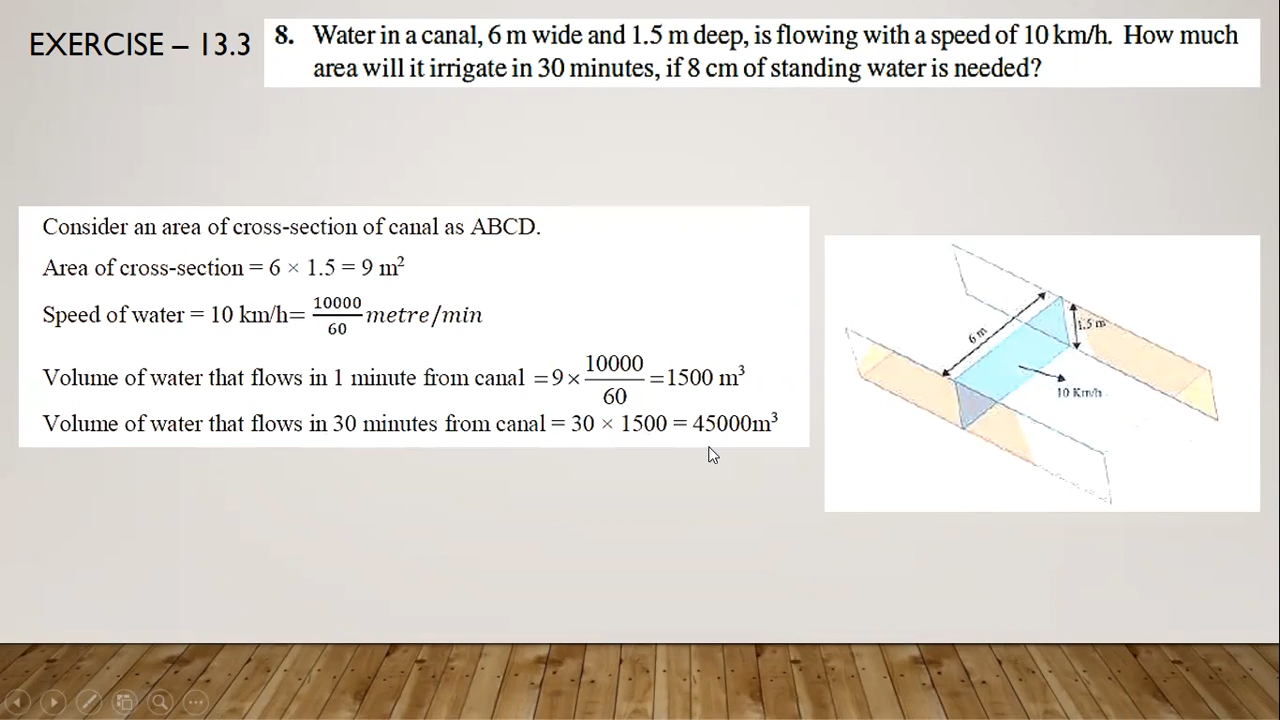 EXERCISE – 13.3
8. Water in a canal, 6 m wide and 1.5 m deep, is flowing with a speed of 10 km/h. How much
area will it irrigate in 30 minutes, if 8 cm of standing water is needed?
Consider an area of cross-section of canal as ABCD.
Area of cross-section = 6 × 1.5 = 9 m²
Speed of water = 10 km/h= 10000/60 metre/min
Volume of water that flows in 1 minute from canal = 9 × 10000/60 = 1500 m³
Volume of water that flows in 30 minutes from canal = 30 × 1500 = 45000m³
6 m
1.5 m
10 Km/h